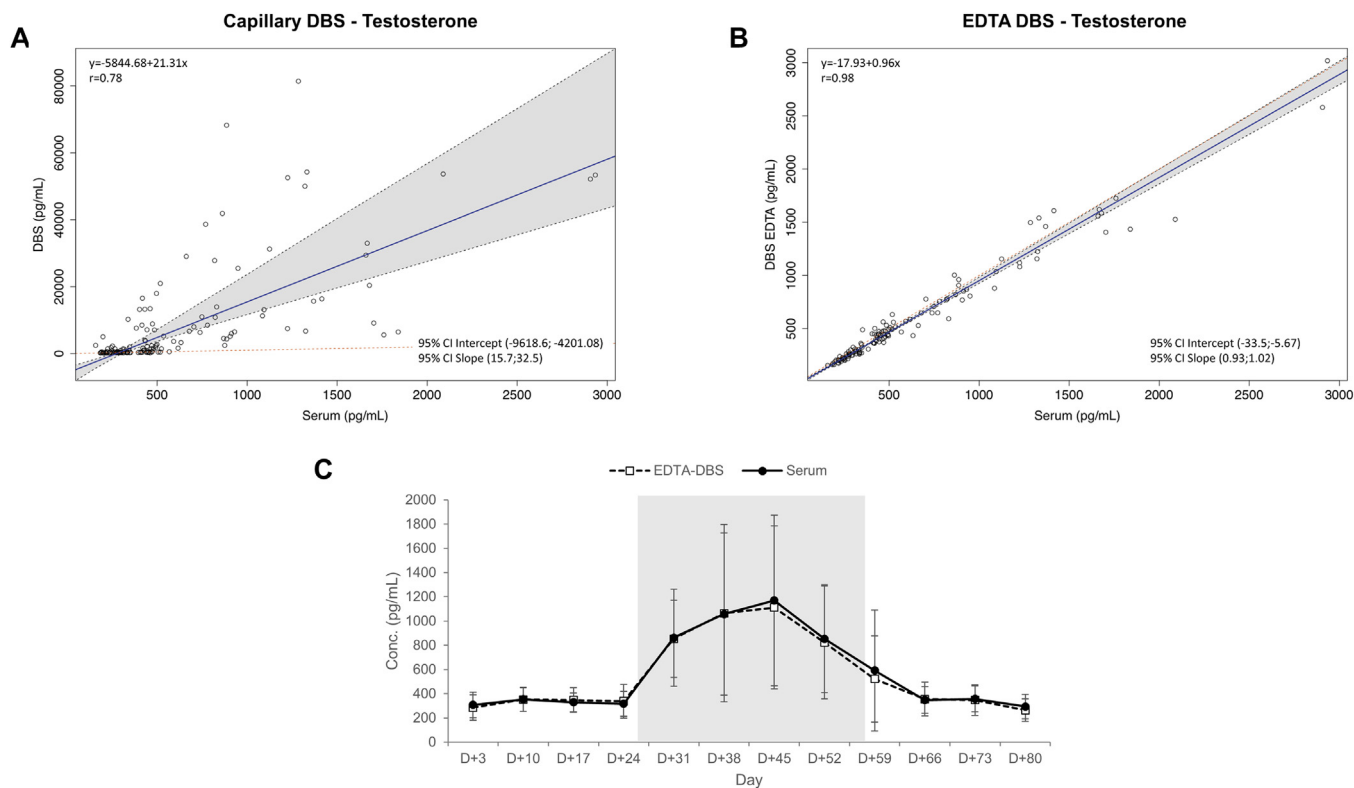 Capillary DBS - Testosterone
EDTA DBS - Testosterone
A
y=-5844.68+21.31x
r=0.78
80000
60000
40000
20000
0
DBS (pg/mL)
95% CI Intercept (-9618.6; -4201.08)
95% CI Slope (15.7;32.5)
500
1000
1500
2000
2500
3000
Serum (pg/mL)
B
y=-17.93+0.96x
r=0.98
3000
2500
2000
1500
1000
500
DBS EDTA (pg/mL)
95% CI Intercept (-33.5;-5.67)
95% CI Slope (0.93;1.02)
500
1000
1500
2000
2500
3000
Serum (pg/mL)
C
EDTA-DBS
Serum
2000
1800
1600
1400
1200
1000
800
600
400
200
0
Conc. (pg/mL)
D+3
D+10
D+17
D+24
D+31
D+38
D+45
D+52
D+59
D+66
D+73
D+80
Day